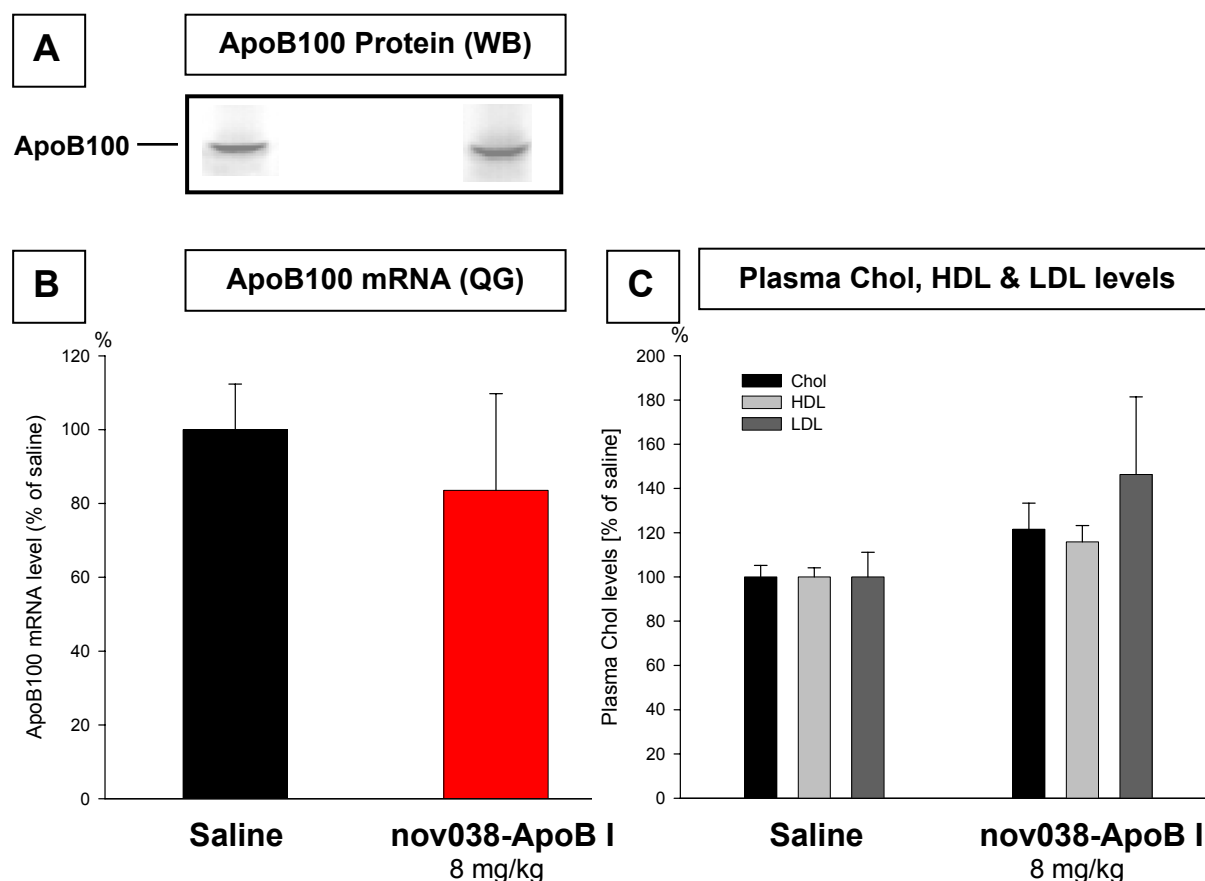 A
ApoB100 Protein (WB)
ApoB100
B
ApoB100 mRNA (QG)
%
120
100
80
60
40
20
0
ApoB100 mRNA level (% of saline)
Saline
nov038-ApoB I
8 mg/kg
C
Plasma Chol, HDL & LDL levels
%
200
180
160
140
120
100
80
60
40
20
0
Plasma Chol levels [% of saline]
Chol
HDL
LDL
Saline
nov038-ApoB I
8 mg/kg